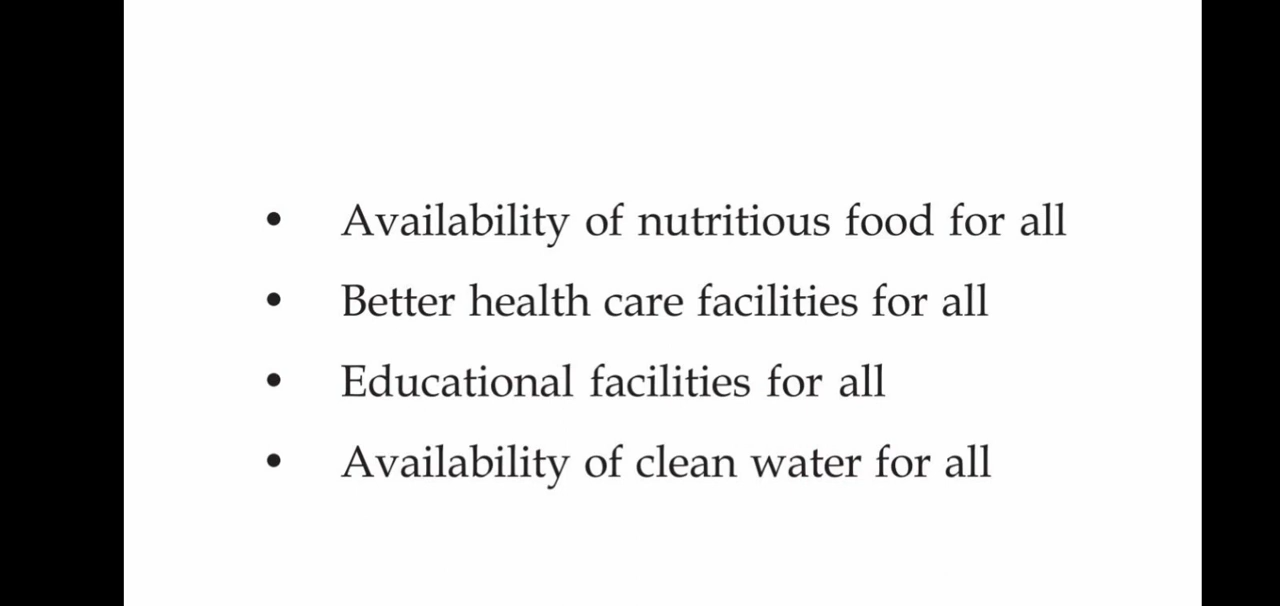 • Availability of nutritious food for all
• Better health care facilities for all
• Educational facilities for all
• Availability of clean water for all